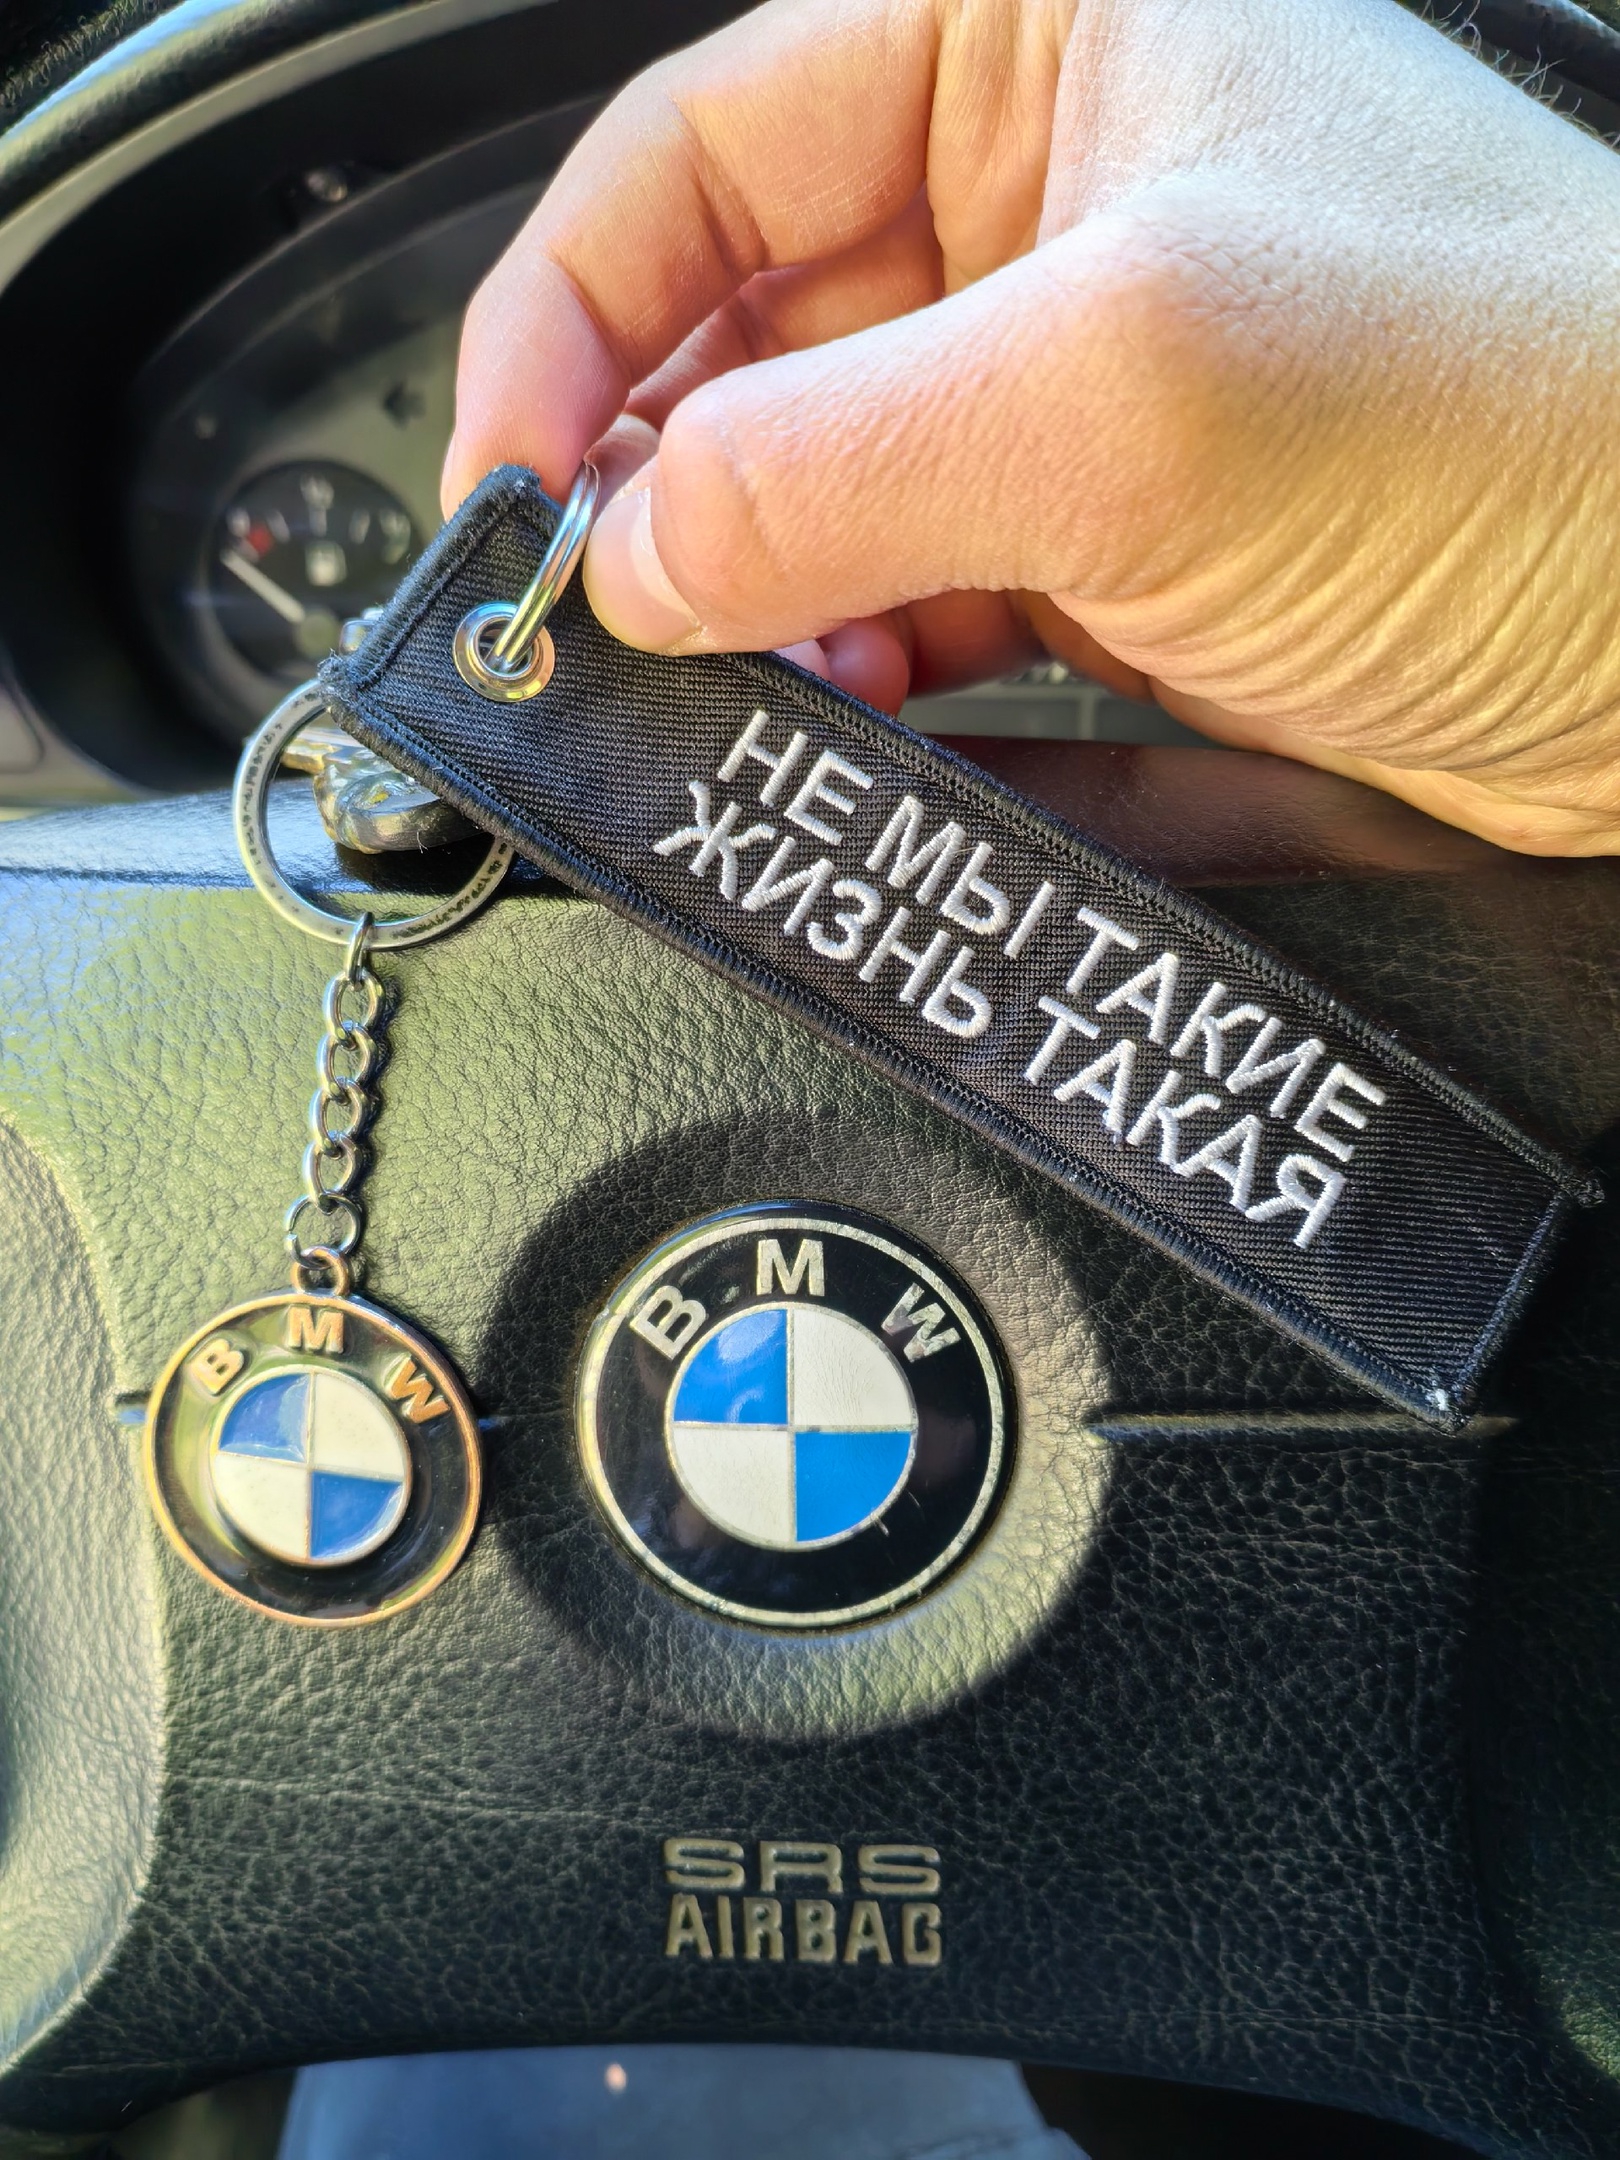 НЕ МЫ ТАКИЕ
ЖИЗНЬ ТАКАЯ
BMW
BMW
SRS
AIRBAG